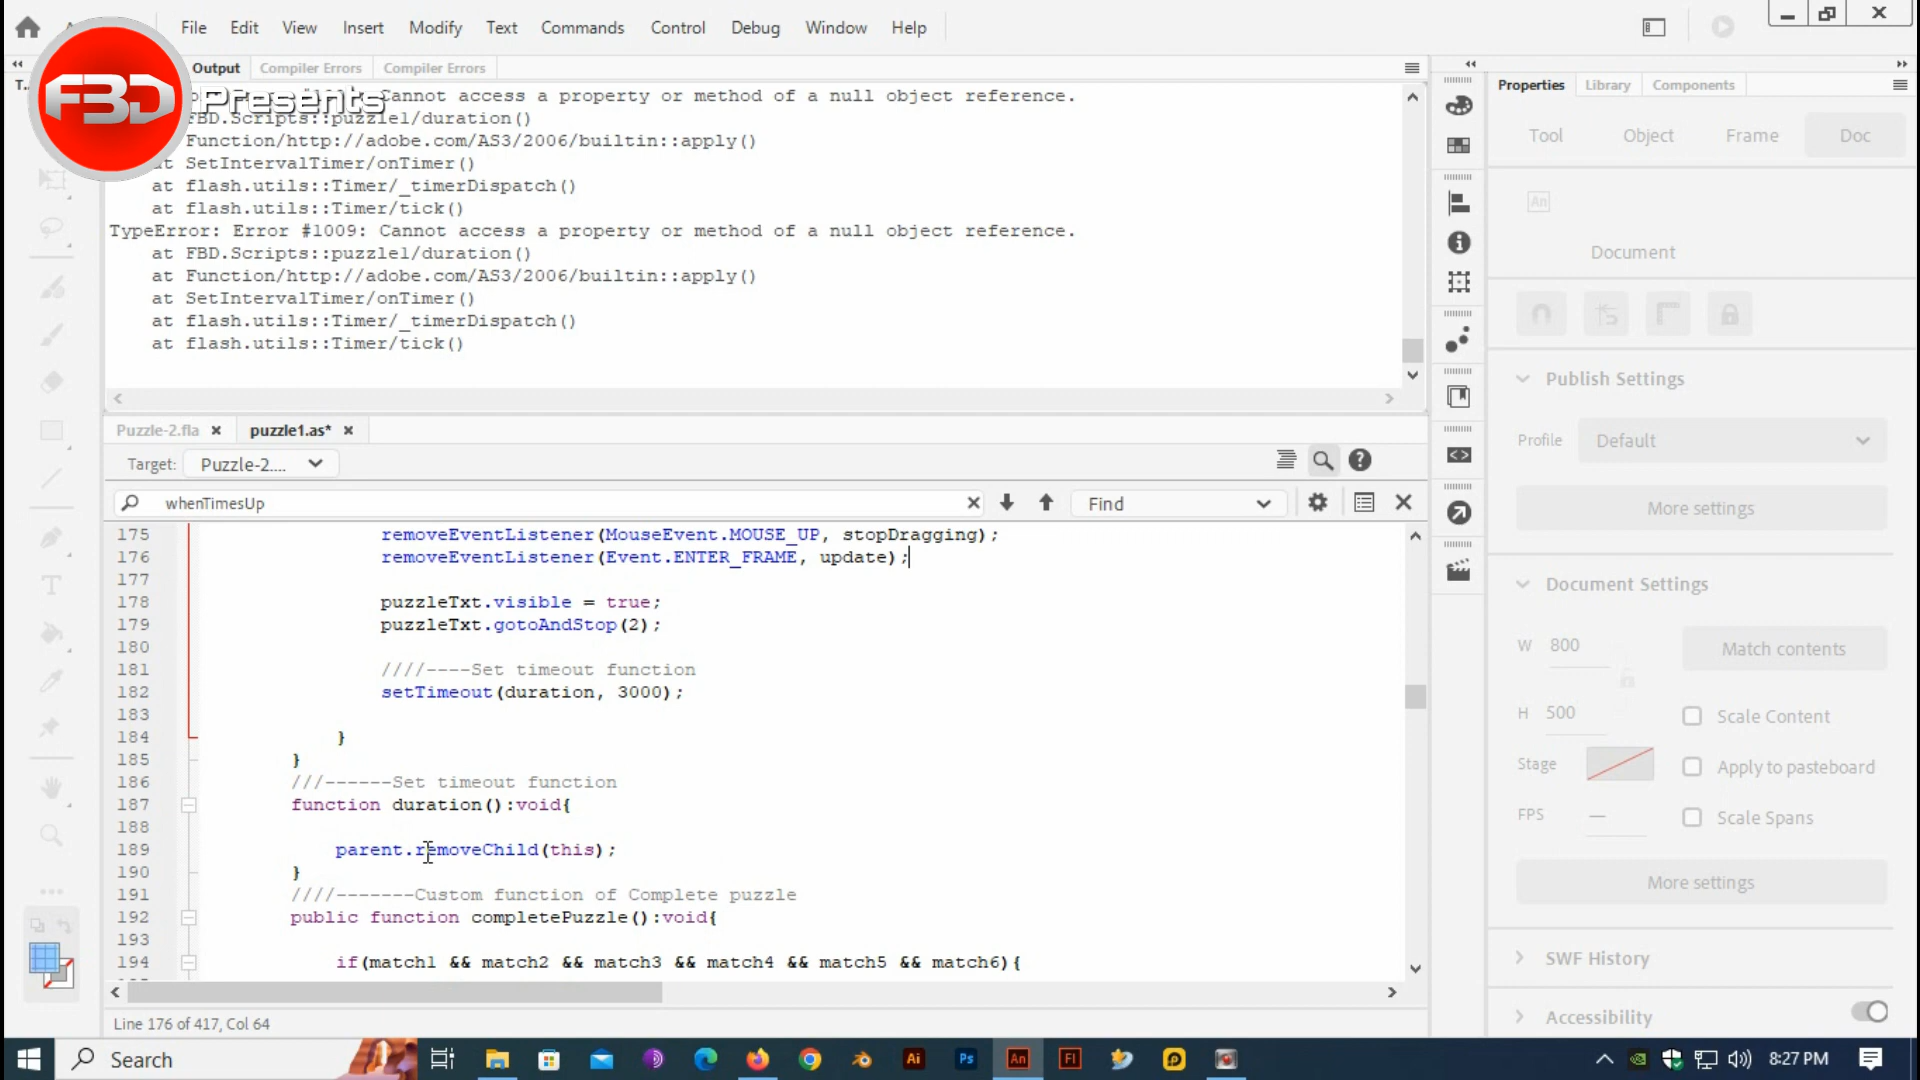 File Edit View Insert Modify Text Commands Control Debug Window Help
FBD Presents
Output Compiler Errors Compiler Errors
Cannot access a property or method of a null object reference.
FBD.Scripts::puzzle1/duration()
Function/http://adobe.com/AS3/2006/builtin::apply()
at SetIntervalTimer/onTimer()
at flash.utils::Timer/_timerDispatch()
at flash.utils::Timer/tick()
TypeError: Error #1009: Cannot access a property or method of a null object reference.
at FBD.Scripts::puzzle1/duration()
at Function/http://adobe.com/AS3/2006/builtin::apply()
at SetIntervalTimer/onTimer()
at flash.utils::Timer/_timerDispatch()
at flash.utils::Timer/tick()
Puzzle-2.fla puzzle1.as*
Target: Puzzle-2....
whenTimesUp Find
175 removeEventListener(MouseEvent.MOUSE_UP, stopDragging);
176 removeEventListener(Event.ENTER_FRAME, update);
177
178 puzzleTxt.visible = true;
179 puzzleTxt.gotoAndStop(2);
180
181 ////----Set timeout function
182 setTimeout(duration, 3000);
183
184 }
185 }
186 ///------Set timeout function
187 function duration():void{
188
189 parent.removeChild(this);
190 }
191 ////-------Custom function of Complete puzzle
192 public function completePuzzle():void{
193
194 if(match1 && match2 && match3 && match4 && match5 && match6){
Line 176 of 417, Col 64
Properties Library Components
Tool Object Frame Doc
An
Document
Publish Settings
Profile Default
More settings
Document Settings
W 800 Match contents
H 500 Scale Content
Stage Apply to pasteboard
FPS — Scale Spans
More settings
SWF History
Accessibility
Search
Ai Ps An Fl
8:27 PM